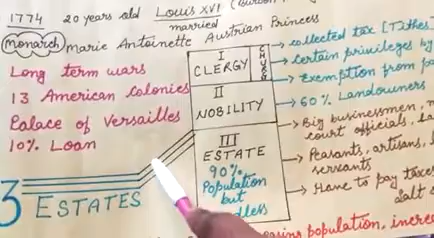 1774 20 years old Louis XVI
married
Monarch Marie Antoinette Austrian Princess
Long term wars
13 American Colonies
Palace of Versailles
10% Loan
3 ESTATES
I
CLERGY
II
NOBILITY
III
ESTATE
90%
Population
but
collected tax [Tithes
Certain privileges by
Exemption from
60% Landowners
Big businessmen,
court officials,
Peasants, artisans,
servants
Have to pay taxes
Salt
population,